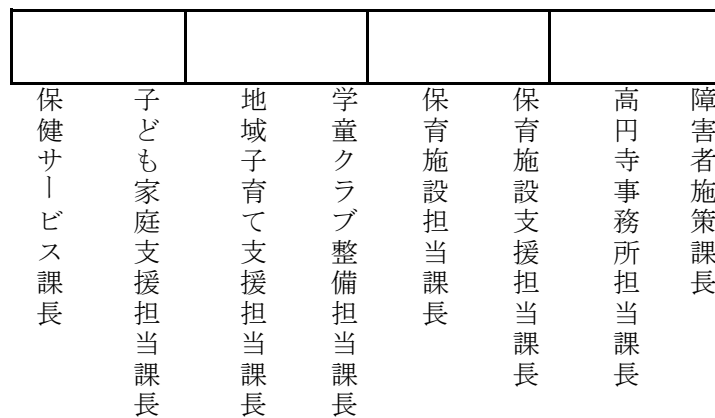 障害者施策課長
高円寺事務所担当課長
保育施設支援担当課長
保育施設担当課長
学童クラブ整備担当課長
地域子育て支援担当課長
子ども家庭支援担当課長
保健サービス課長